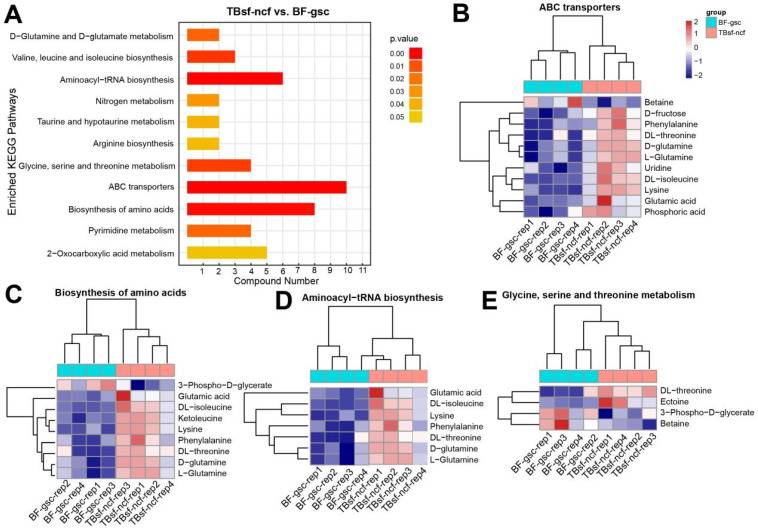 A
TBsf-ncf vs. BF-gsc
Enriched KEGG Pathways
D-Glutamine and D-glutamate metabolism
Valine, leucine and isoleucine biosynthesis
Aminoacyl-tRNA biosynthesis
Nitrogen metabolism
Taurine and hypotaurine metabolism
Arginine biosynthesis
Glycine, serine and threonine metabolism
ABC transporters
Biosynthesis of amino acids
Pyrimidine metabolism
2-Oxocarboxylic acid metabolism
1 2 3 4 5 6 7 8 9 10 11
Compound Number
p.value
0.00
0.01
0.02
0.03
0.04
0.05
B
ABC transporters
2
1
0
-1
-2
group
BF-gsc
TBsf-ncf
Betaine
D-fructose
Phenylalanine
DL-threonine
D-glutamine
L-Glutamine
Uridine
DL-isoleucine
Lysine
Glutamic acid
Phosphoric acid
BF-gsc-rep1
BF-gsc-rep2
BF-gsc-rep3
BF-gsc-rep4
TBsf-ncf-rep1
TBsf-ncf-rep2
TBsf-ncf-rep3
TBsf-ncf-rep4
C
Biosynthesis of amino acids
3-Phospho-D-glycerate
Glutamic acid
DL-isoleucine
Ketoleucine
Lysine
Phenylalanine
DL-threonine
D-glutamine
L-Glutamine
BF-gsc-rep2
BF-gsc-rep4
BF-gsc-rep1
BF-gsc-rep3
TBsf-ncf-rep3
TBsf-ncf-rep1
TBsf-ncf-rep2
TBsf-ncf-rep4
D
Aminoacyl-tRNA biosynthesis
Glutamic acid
DL-isoleucine
Lysine
Phenylalanine
DL-threonine
D-glutamine
L-Glutamine
BF-gsc-rep1
BF-gsc-rep2
BF-gsc-rep3
BF-gsc-rep4
TBsf-ncf-rep1
TBsf-ncf-rep2
TBsf-ncf-rep3
TBsf-ncf-rep4
E
Glycine, serine and threonine metabolism
DL-threonine
Ectoine
3-Phospho-D-glycerate
Betaine
BF-gsc-rep1
BF-gsc-rep3
BF-gsc-rep4
BF-gsc-rep2
TBsf-ncf-rep1
TBsf-ncf-rep4
TBsf-ncf-rep2
TBsf-ncf-rep3